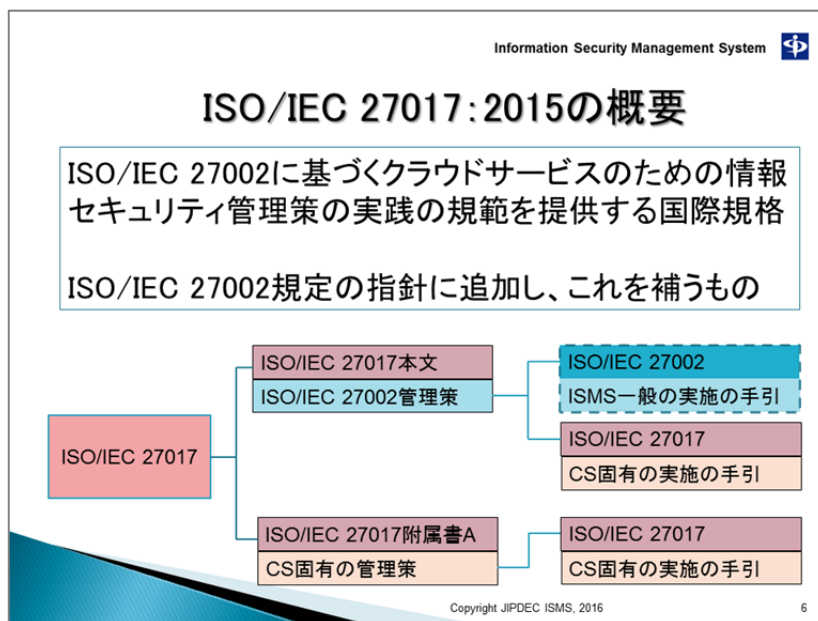 Information Security Management System
ISO/IEC 27017:2015の概要
ISO/IEC 27002に基づくクラウドサービスのための情報
セキュリティ管理策の実践の規範を提供する国際規格
ISO/IEC 27002規定の指針に追加し、これを補うもの
ISO/IEC 27017
ISO/IEC 27017本文
ISO/IEC 27002管理策
ISO/IEC 27002
ISMS一般の実施の手引
ISO/IEC 27017
CS固有の実施の手引
ISO/IEC 27017附属書A
CS固有の管理策
ISO/IEC 27017
CS固有の実施の手引
Copyright JIPDEC ISMS, 2016
6